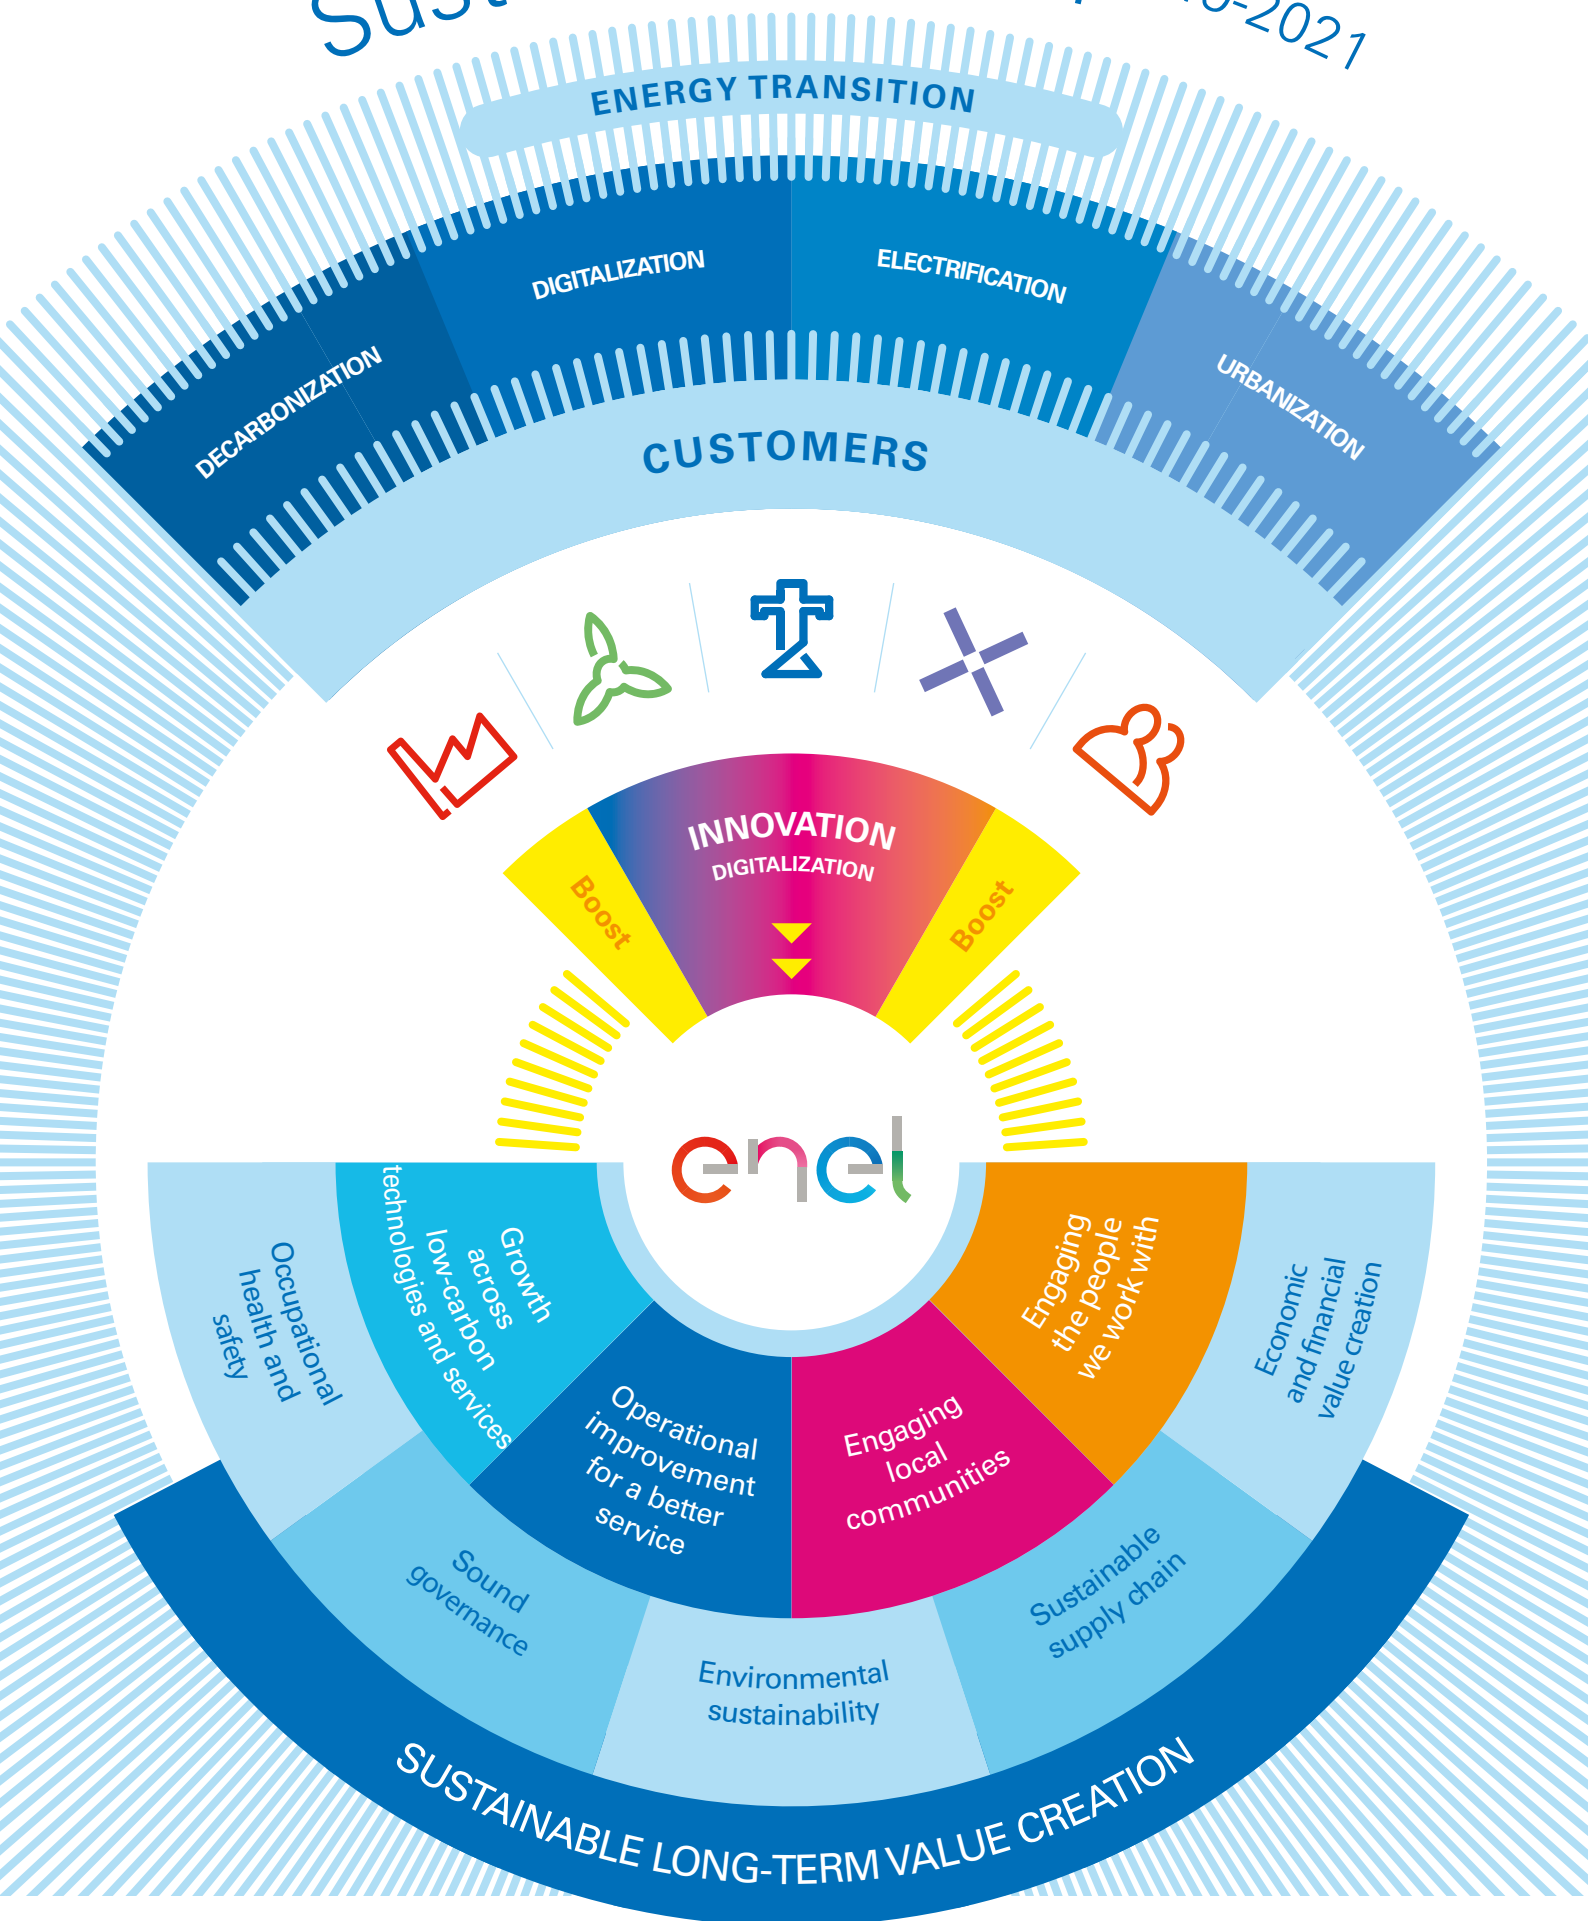 2021
ENERGY TRANSITION
DECARBONIZATION
DIGITALIZATION
ELECTRIFICATION
URBANIZATION
CUSTOMERS
INNOVATION
DIGITALIZATION
Boost
Boost
enel
Growth
across
low-carbon
technologies and services
Operational
improvement
for a better
service
Engaging
local
communities
Engaging
the people
we work with
Occupational
health and
safety
Sound
governance
Environmental
sustainability
Sustainable
supply chain
Economic
and financial
value creation
SUSTAINABLE LONG-TERM VALUE CREATION